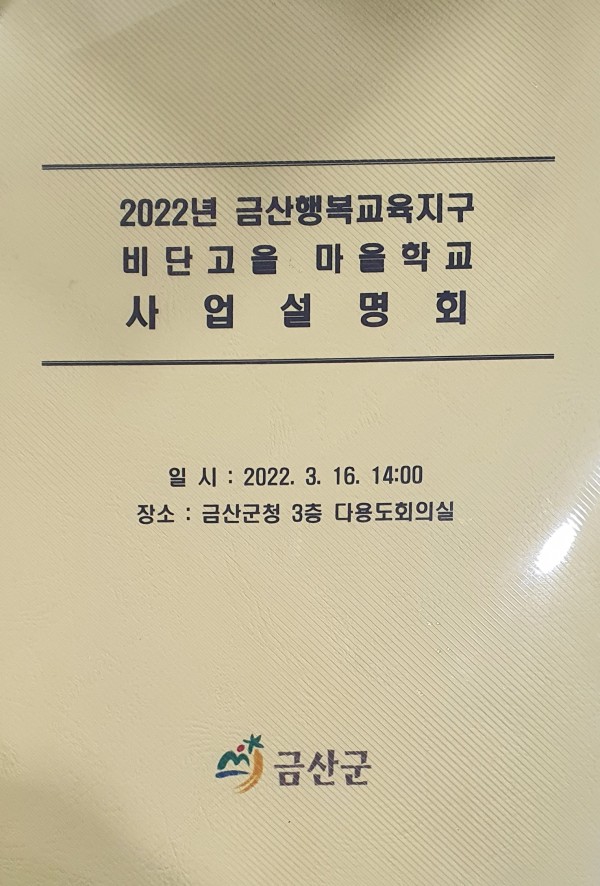 2022년 금산행복교육지구
비단고을 마을학교
사업설명회
일 시 : 2022. 3. 16. 14:00
장소 : 금산군청 3층 다용도회의실
금산군